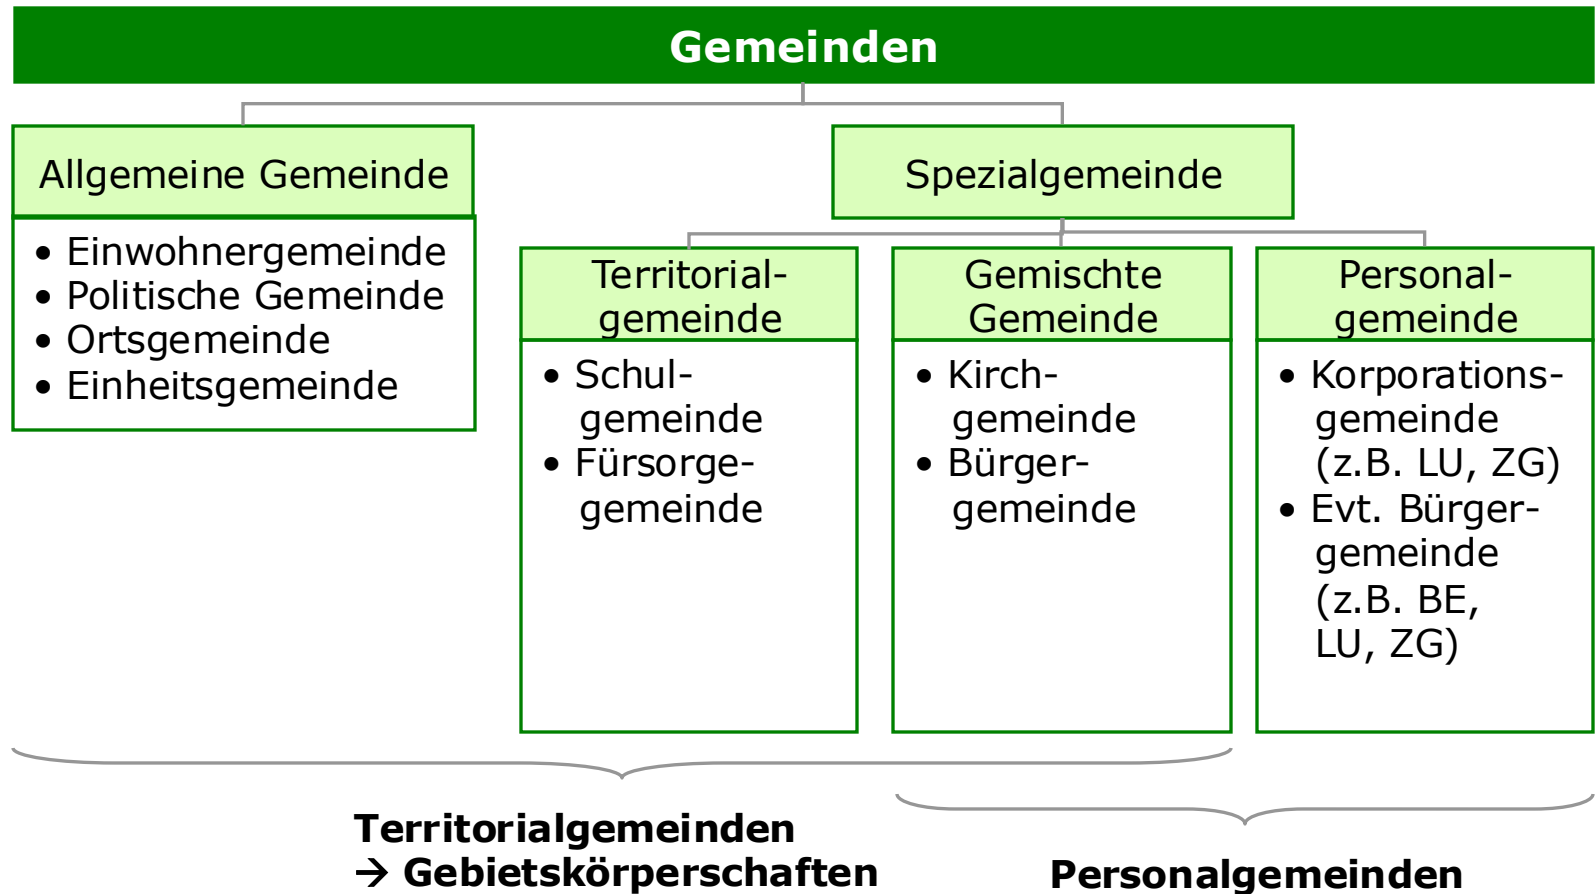 Gemeinden
Allgemeine Gemeinde
• Einwohnergemeinde
• Politische Gemeinde
• Ortsgemeinde
• Einheitsgemeinde
Spezialgemeinde
Territorial-
gemeinde
• Schul-
gemeinde
• Fürsorge-
gemeinde
Gemischte
Gemeinde
• Kirch-
gemeinde
• Bürger-
gemeinde
Personal-
gemeinde
• Korporations-
gemeinde
(z.B. LU, ZG)
• Evt. Bürger-
gemeinde
(z.B. BE,
LU, ZG)
Territorialgemeinden
→ Gebietskörperschaften
Personalgemeinden